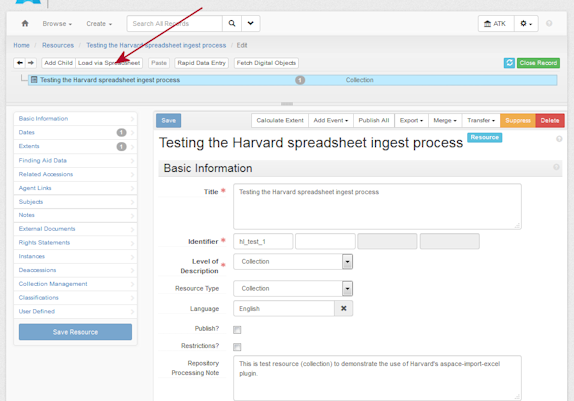 Browse Create Search All Records ATK
Home / Resources / Testing the Harvard spreadsheet ingest process / Edit
Add Child Load via Spreadsheet Paste Rapid Data Entry Fetch Digital Objects Close Record
Testing the Harvard spreadsheet ingest process 1 Collection
Basic Information
Dates 1
Extents 1
Finding Aid Data
Related Accessions
Agent Links
Subjects
Notes
External Documents
Rights Statements
Instances
Deaccessions
Collection Management
Classifications
User Defined
Save Resource
Save Calculate Extent Add Event Publish All Export Merge Transfer Suppress Delete
Testing the Harvard spreadsheet ingest process Resource
Basic Information
Title * Testing the Harvard spreadsheet ingest process
Identifier * hl_test_1
Level of Description * Collection
Resource Type Collection
Language English
Publish?
Restrictions?
Repository Processing Note This is test resource (collection) to demonstrate the use of Harvard's aspace-import-excel
plugin.